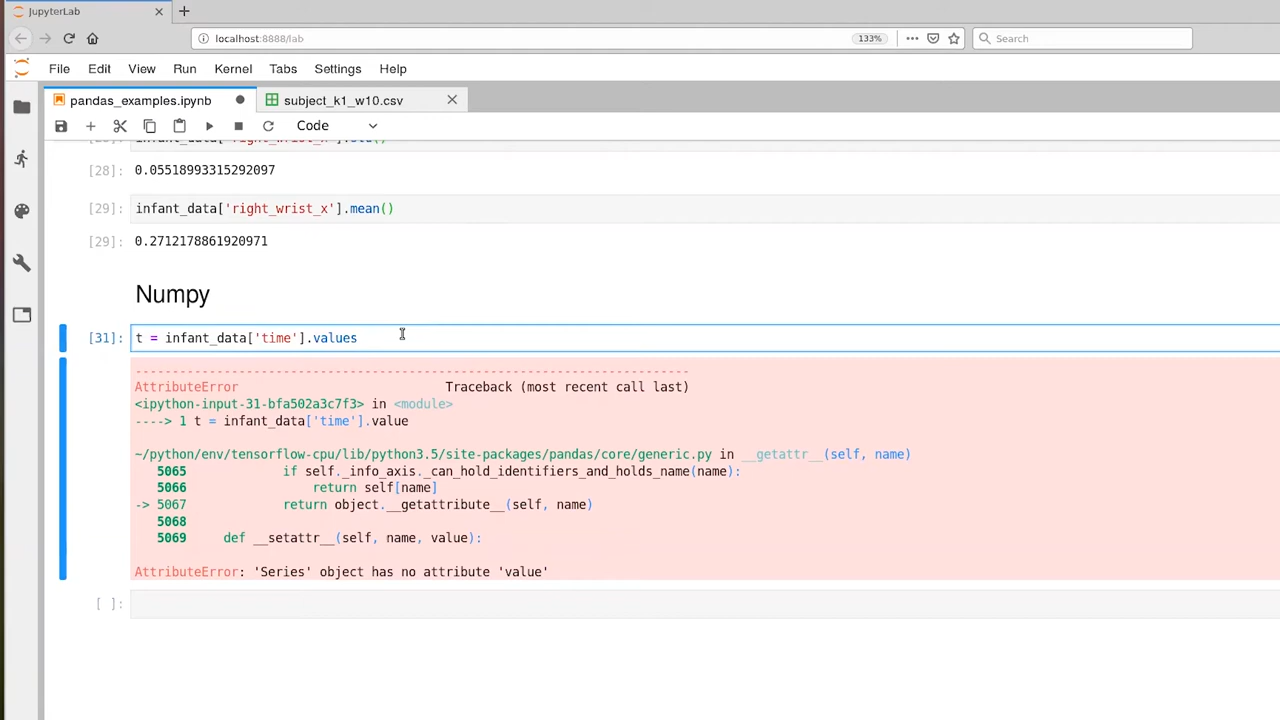 JupyterLab
localhost:8888/lab
133%
Search
File Edit View Run Kernel Tabs Settings Help
pandas_examples.ipynb
subject_k1_w10.csv
Code
[28]: 0.05518993315292097
[29]: infant_data['right_wrist_x'].mean()
[29]: 0.2712178861920971
Numpy
[31]: t = infant_data['time'].values
---------------------------------------------------------------------------
AttributeError Traceback (most recent call last)
<ipython-input-31-bfa502a3c7f3> in <module>
----> 1 t = infant_data['time'].value
~/python/env/tensorflow-cpu/lib/python3.5/site-packages/pandas/core/generic.py in __getattr__(self, name)
5065 if self._info_axis._can_hold_identifiers_and_holds_name(name):
5066 return self[name]
-> 5067 return object.__getattribute__(self, name)
5068
5069 def __setattr__(self, name, value):
AttributeError: 'Series' object has no attribute 'value'
[ ]: